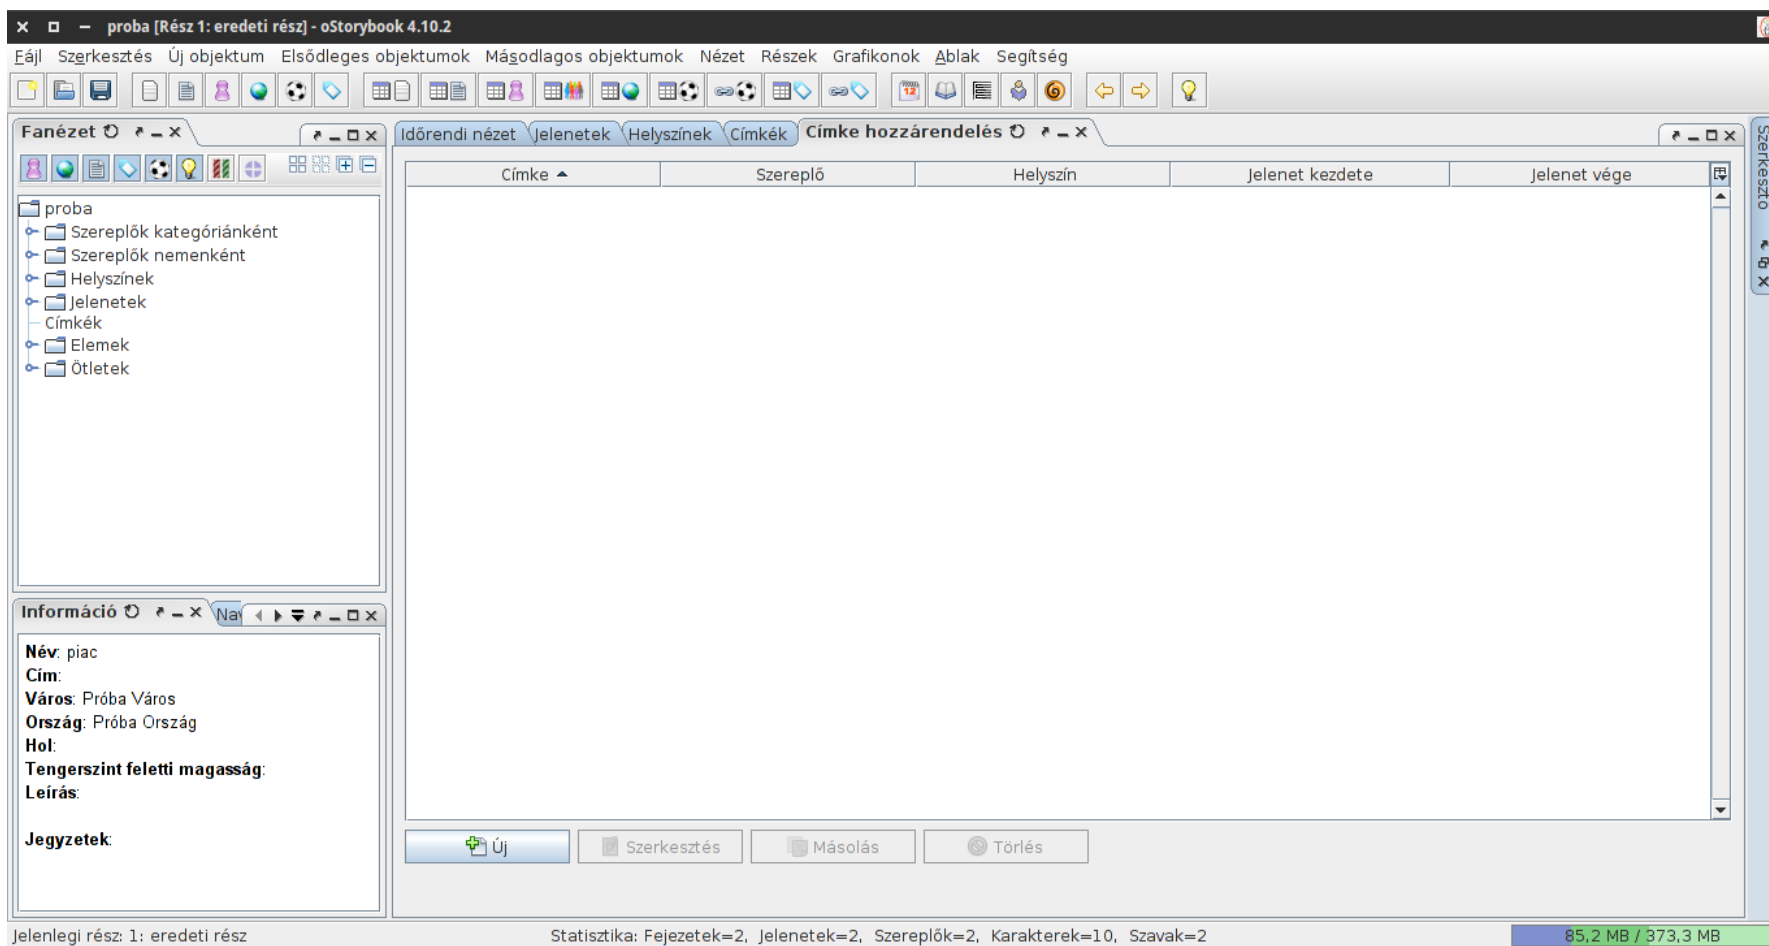 proba [Rész 1: eredeti rész] - oStorybook 4.10.2
Fájl Szerkesztés Új objektum Elsődleges objektumok Másodlagos objektumok Nézet Részek Grafikonok Ablak Segítség
12
Fanézet
Időrendi nézet Jelenetek Helyszínek Címkék Címke hozzárendelés
Szerkesztő
Címke Szereplő Helyszín Jelenet kezdete Jelenet vége
proba
Szereplők kategóriánként
Szereplők nemenként
Helyszínek
Jelenetek
Címkék
Elemek
Ötletek
Információ
Név: piac
Cím:
Város: Próba Város
Ország: Próba Ország
Hol:
Tengerszint feletti magasság:
Leírás:
Jegyzetek:
Új Szerkesztés Másolás Törlés
Jelenlegi rész: 1: eredeti rész
Statisztika: Fejezetek=2, Jelenetek=2, Szereplők=2, Karakterek=10, Szavak=2
85,2 MB / 373,3 MB